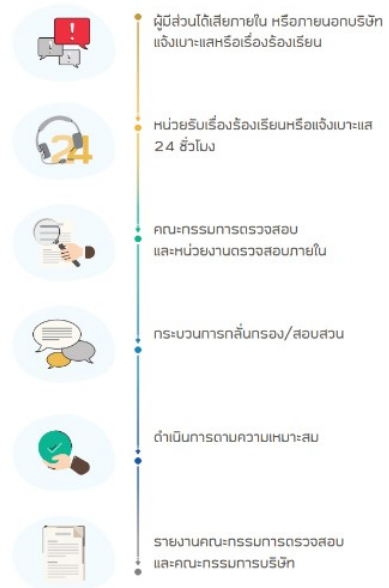 ผู้มีส่วนได้เสียภายใน หรือภายนอกบริษัท
แจ้งเบาะแสหรือเรื่องร้องเรียน
หน่วยรับเรื่องร้องเรียนหรือแจ้งเบาะแส
24 ชั่วโมง
24
คณะกรรมการตรวจสอบ
และหน่วยงานตรวจสอบภายใน
กระบวนการกลั่นกรอง/สอบสวน
ดำเนินการตามความเหมาะสม
รายงานคณะกรรมการตรวจสอบ
และคณะกรรมการบริษัท